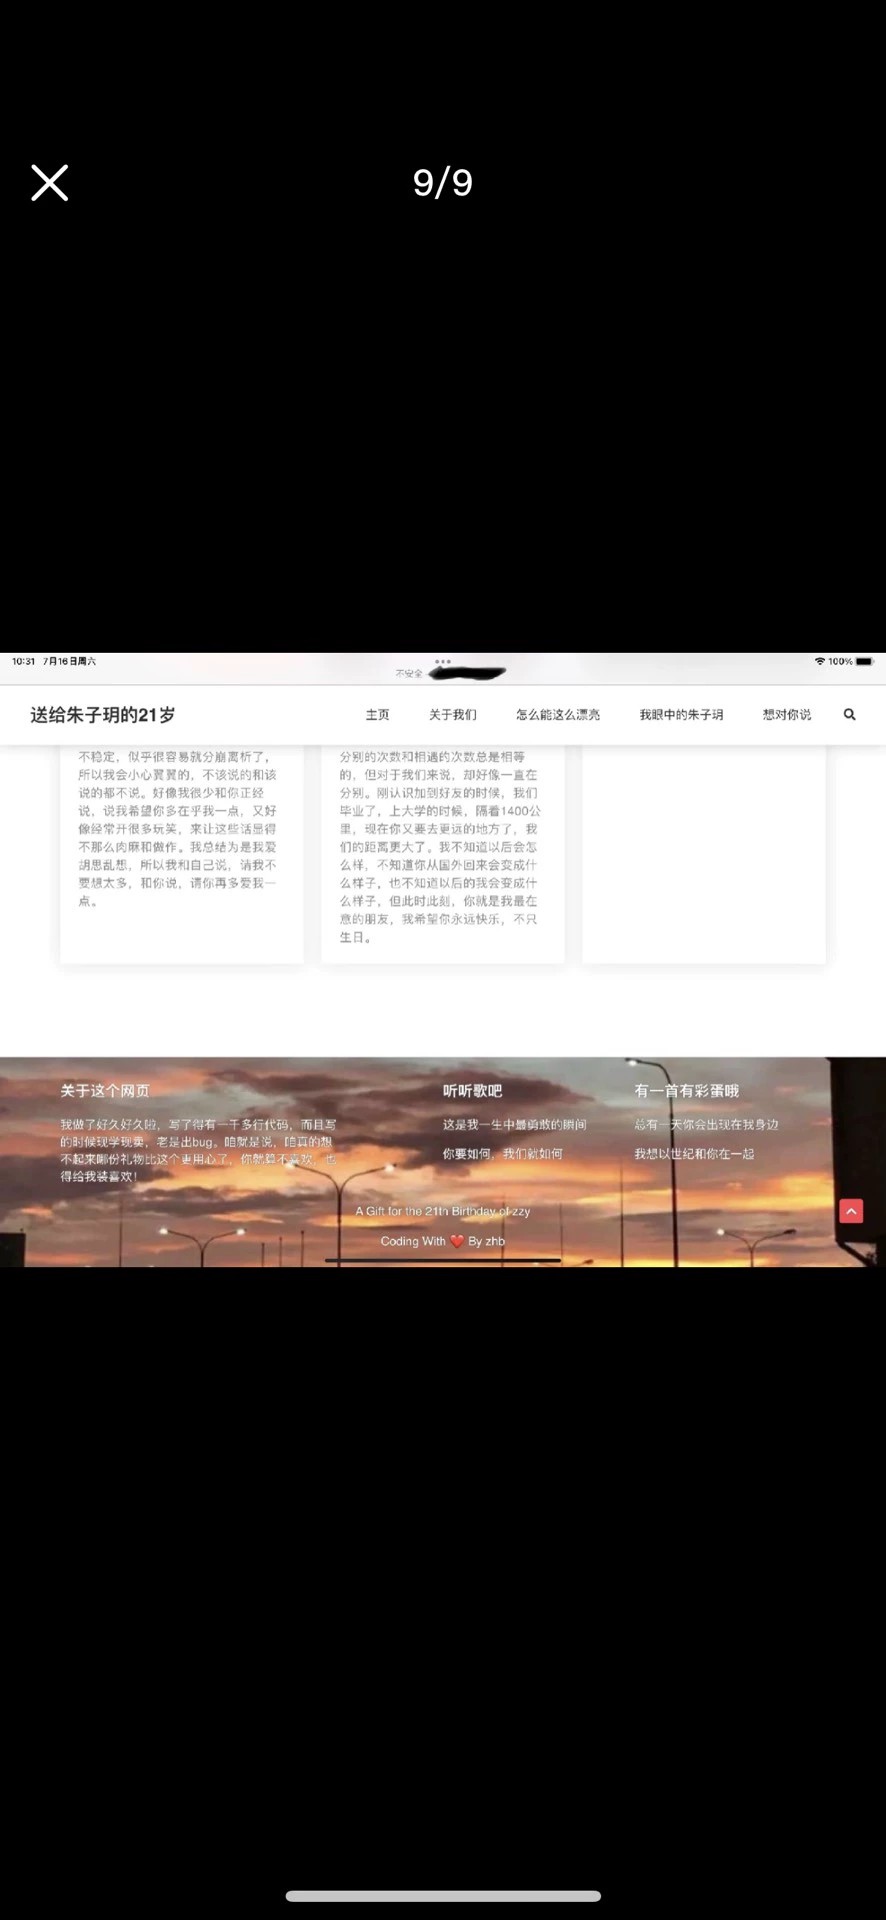 9/9
10:31 7月16日周六
100%
不安全
送给朱子玥的21岁
主页 关于我们 怎么能这么漂亮 我眼中的朱子玥 想对你说
不稳定，似乎很容易就分崩离析了，
所以我会小心翼翼的，不该说的和该
说的都不说。好像我很少和你正经
说，说我希望你多在乎我一点，又好
像经常开很多玩笑，来让这些话显得
不那么肉麻和做作。我总结为是我爱
胡思乱想，所以我和自己说，请我不
要想太多，和你说，请你再多爱我一
点。
分别的次数和相遇的次数总是相等
的，但对于我们来说，却好像一直在
分别。刚认识加到好友的时候，我们
毕业了，上大学的时候，隔着1400公
里，现在你又要去更远的地方了，我
们的距离更大了。我不知道以后会怎
么样，不知道你从国外回来会变成什
么样子，也不知道以后的我会变成什
么样子，但此时此刻，你就是我最在
意的朋友，我希望你永远快乐，不只
生日。
关于这个网页
我做了好久好久啦，写了得有一千多行代码，而且写
的时候现学现卖，老是出bug。咱就是说，咱真的想
不起来哪份礼物比这个更用心了，你就算不喜欢，也
得给我装喜欢！
听听歌吧
这是我一生中最勇敢的瞬间
你要如何，我们就如何
有一首有彩蛋哦
总有一天你会出现在我身边
我想以世纪和你在一起
A Gift for the 21th Birthday of zzy
Coding With ❤️ By zhb